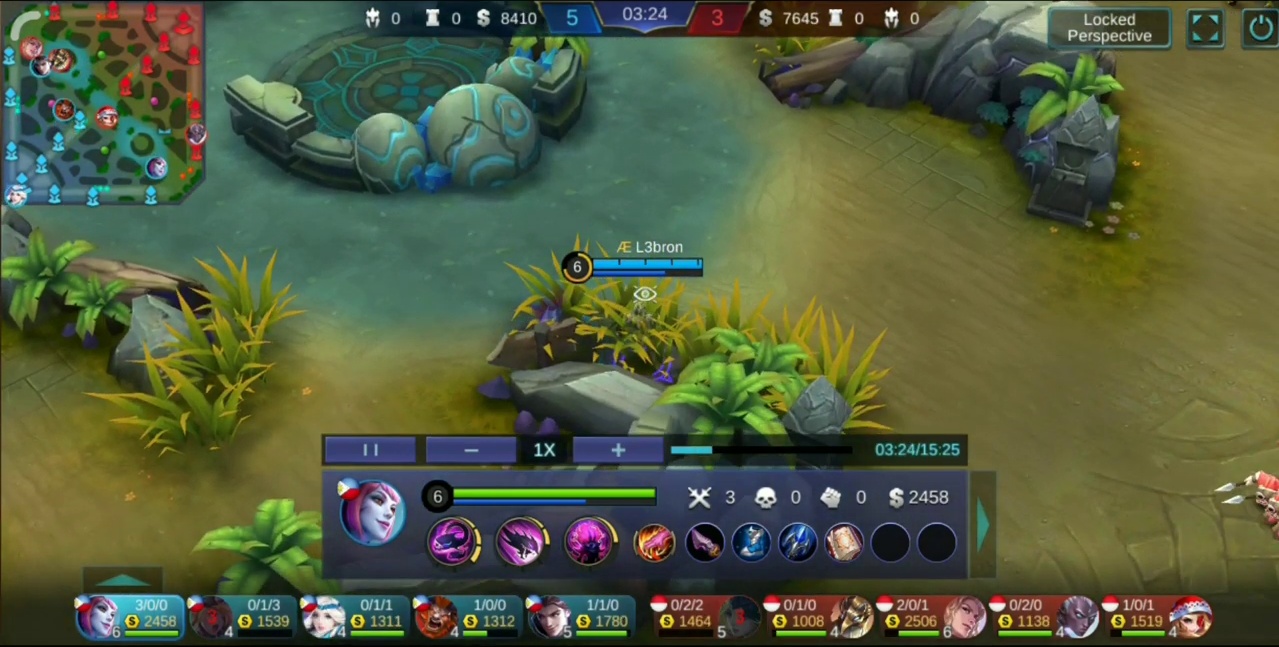 0 0 $ 8410 5 03:24 3 $ 7645 0 0
Locked
Perspective
Æ L3bron
6
1X 03:24/15:25
6 3 0 0 $ 2458
3/0/0 0/1/3 0/1/1 1/0/0 1/1/0 0/2/2 0/1/0 2/0/1 0/2/0 1/0/1
3 3
S 2458 S 1539 S 1311 S 1312 S 1780 S 1464 S 1008 S 2506 S 1138 S 1519
6 4 4 4 5 5 4 6 4 4